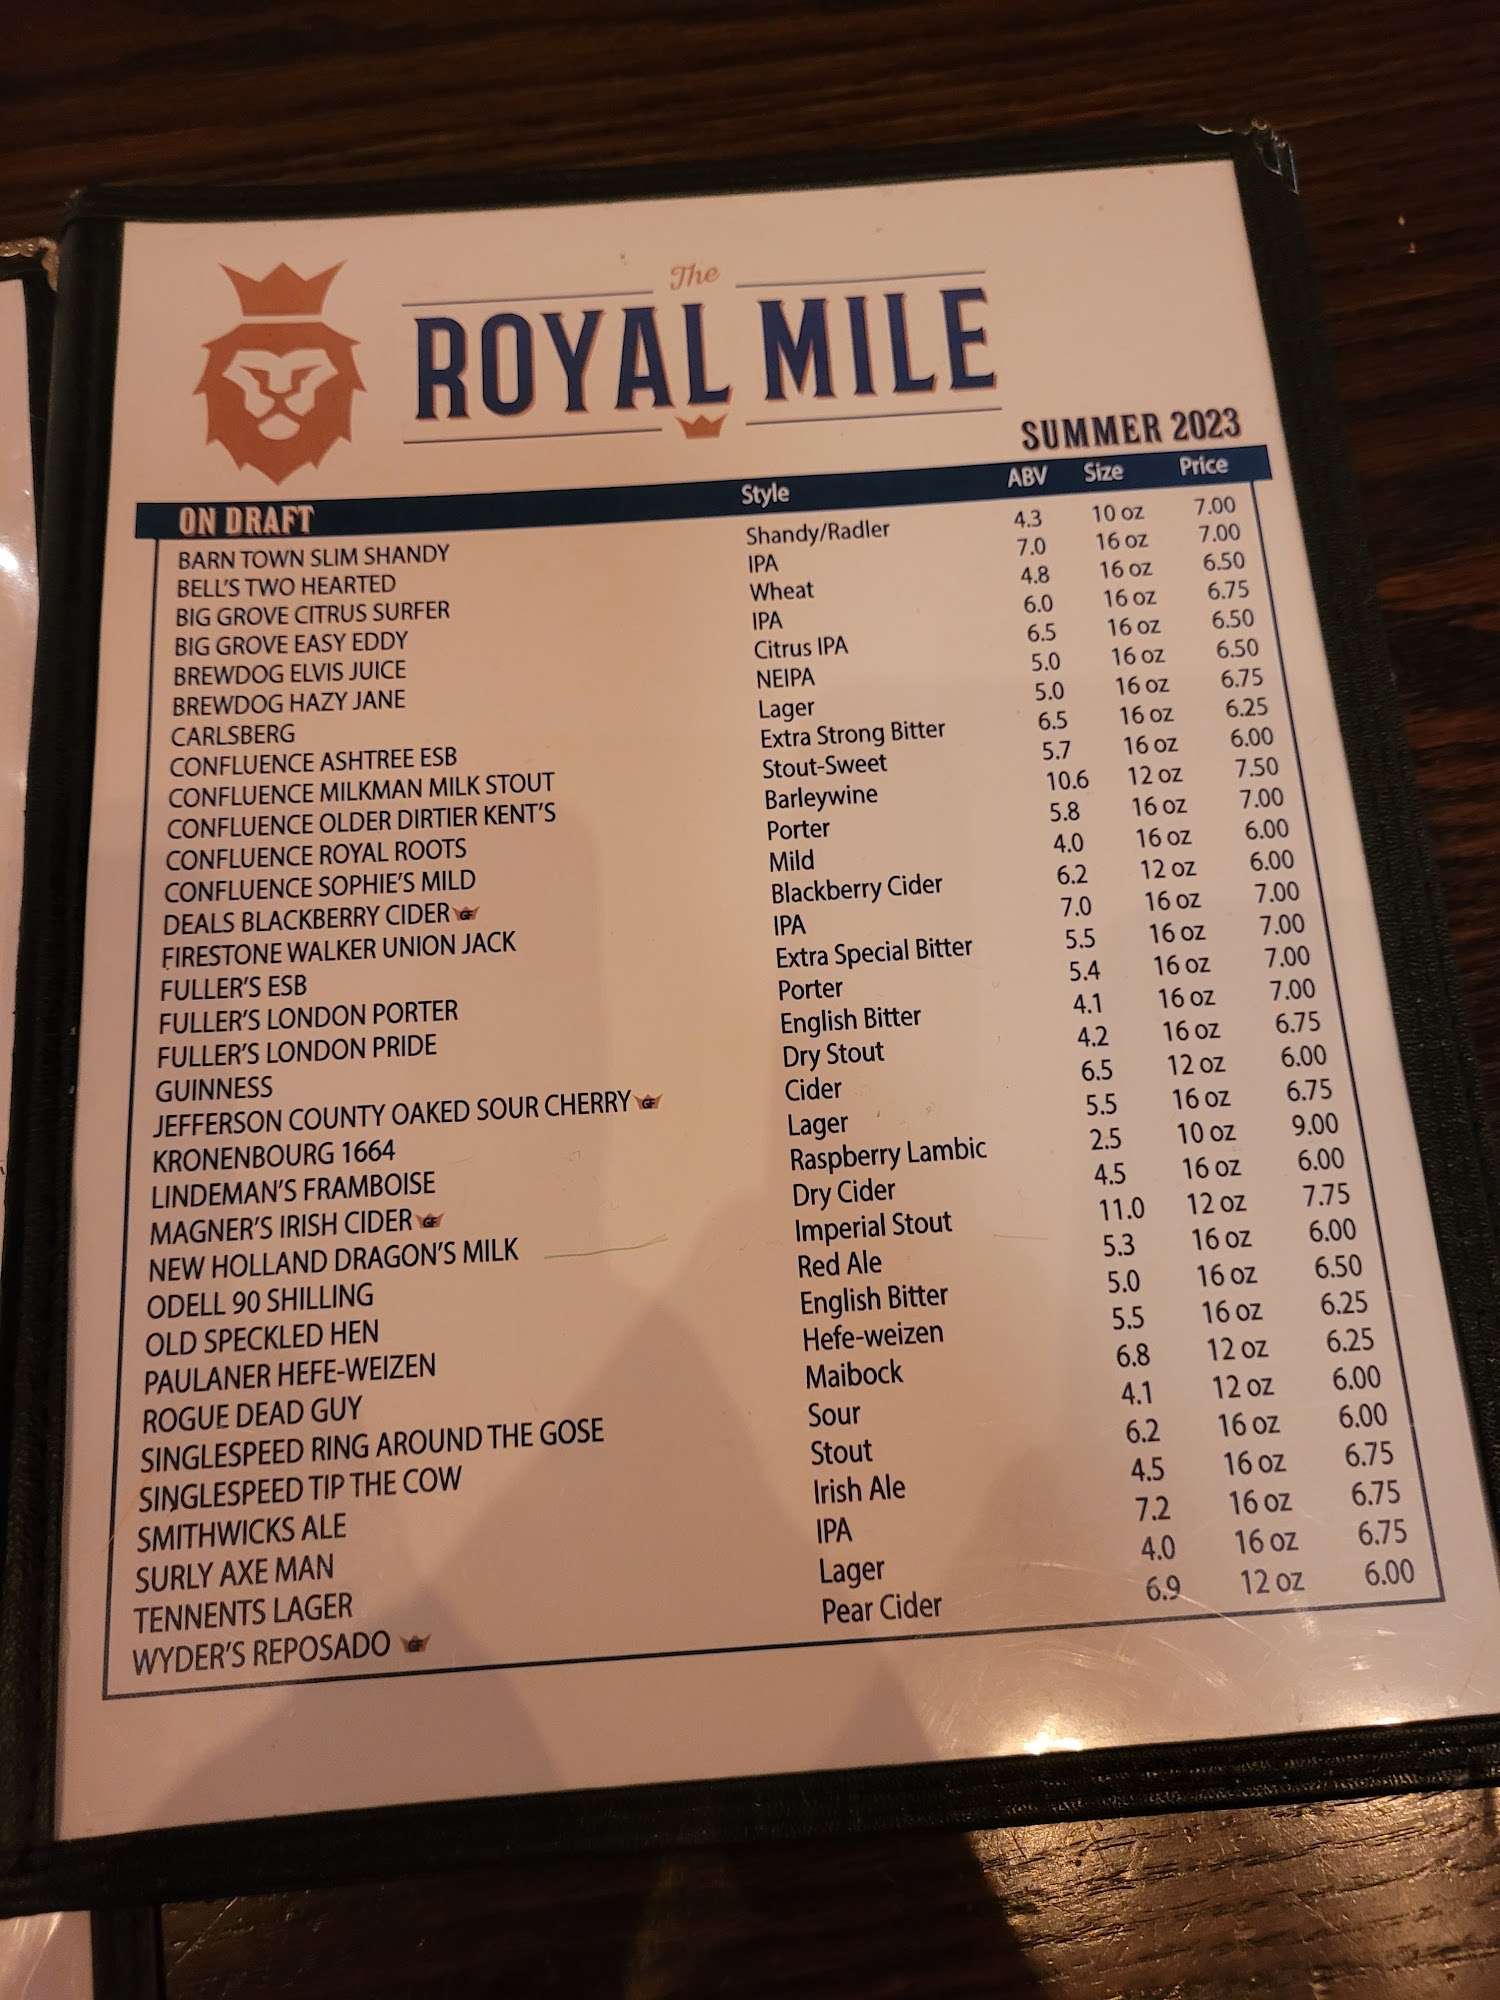 The
ROYAL MILE
SUMMER 2023
ON DRAFT Style ABV Size Price
BARN TOWN SLIM SHANDY Shandy/Radler 4.3 10 oz 7.00
BELL'S TWO HEARTED IPA 7.0 16 oz 7.00
BIG GROVE CITRUS SURFER Wheat 4.8 16 oz 6.50
BIG GROVE EASY EDDY IPA 6.0 16 oz 6.75
BREWDOG ELVIS JUICE Citrus IPA 6.5 16 oz 6.50
BREWDOG HAZY JANE NEIPA 5.0 16 oz 6.50
CARLSBERG Lager 5.0 16 oz 6.75
CONFLUENCE ASHTREE ESB Extra Strong Bitter 6.5 16 oz 6.25
CONFLUENCE MILKMAN MILK STOUT Stout-Sweet 5.7 16 oz 6.00
CONFLUENCE OLDER DIRTIER KENT'S Barleywine 10.6 12 oz 7.50
CONFLUENCE ROYAL ROOTS Porter 5.8 16 oz 7.00
CONFLUENCE SOPHIE'S MILD Mild 4.0 16 oz 6.00
DEALS BLACKBERRY CIDER GF Blackberry Cider 6.2 12 oz 6.00
FIRESTONE WALKER UNION JACK IPA 7.0 16 oz 7.00
FULLER'S ESB Extra Special Bitter 5.5 16 oz 7.00
FULLER'S LONDON PORTER Porter 5.4 16 oz 7.00
FULLER'S LONDON PRIDE English Bitter 4.1 16 oz 7.00
GUINNESS Dry Stout 4.2 16 oz 6.75
JEFFERSON COUNTY OAKED SOUR CHERRY GF Cider 6.5 12 oz 6.00
KRONENBOURG 1664 Lager 5.5 16 oz 6.75
LINDEMAN'S FRAMBOISE Raspberry Lambic 2.5 10 oz 9.00
MAGNER'S IRISH CIDER GF Dry Cider 4.5 16 oz 6.00
NEW HOLLAND DRAGON'S MILK Imperial Stout 11.0 12 oz 7.75
ODELL 90 SHILLING Red Ale 5.3 16 oz 6.00
OLD SPECKLED HEN English Bitter 5.0 16 oz 6.50
PAULANER HEFE-WEIZEN Hefe-weizen 5.5 16 oz 6.25
ROGUE DEAD GUY Maibock 6.8 12 oz 6.25
SINGLESPEED RING AROUND THE GOSE Sour 4.1 12 oz 6.00
SINGLESPEED TIP THE COW Stout 6.2 16 oz 6.00
SMITHWICKS ALE Irish Ale 4.5 16 oz 6.75
SURLY AXE MAN IPA 7.2 16 oz 6.75
TENNENTS LAGER Lager 4.0 16 oz 6.75
WYDER'S REPOSADO GF Pear Cider 6.9 12 oz 6.00